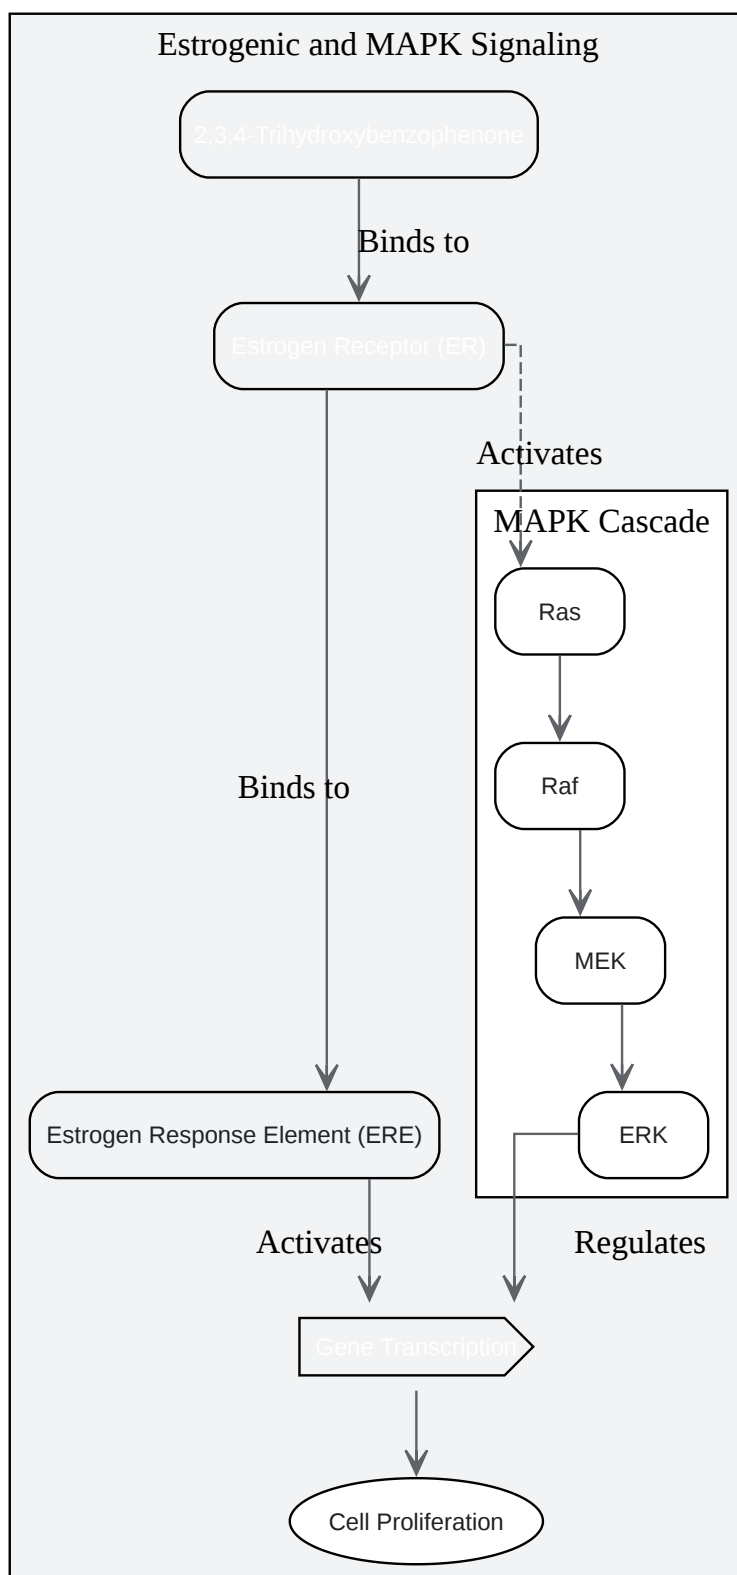 Estrogenic and MAPK Signaling
2,3,4-Trihydroxybenzophenone
Binds to
Estrogen Receptor (ER)
Activates
MAPK Cascade
Ras
Raf
Binds to
MEK
Estrogen Response Element (ERE)
ERK
Activates
Regulates
Gene Transcription
Cell Proliferation